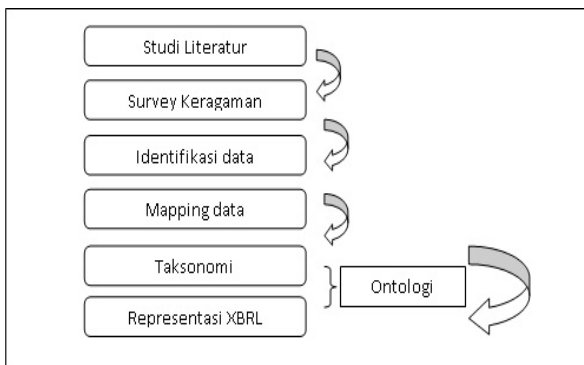 Studi Literatur
Survey Keragaman
Identifikasi data
Mapping data
Taksonomi
Ontologi
Representasi XBRL